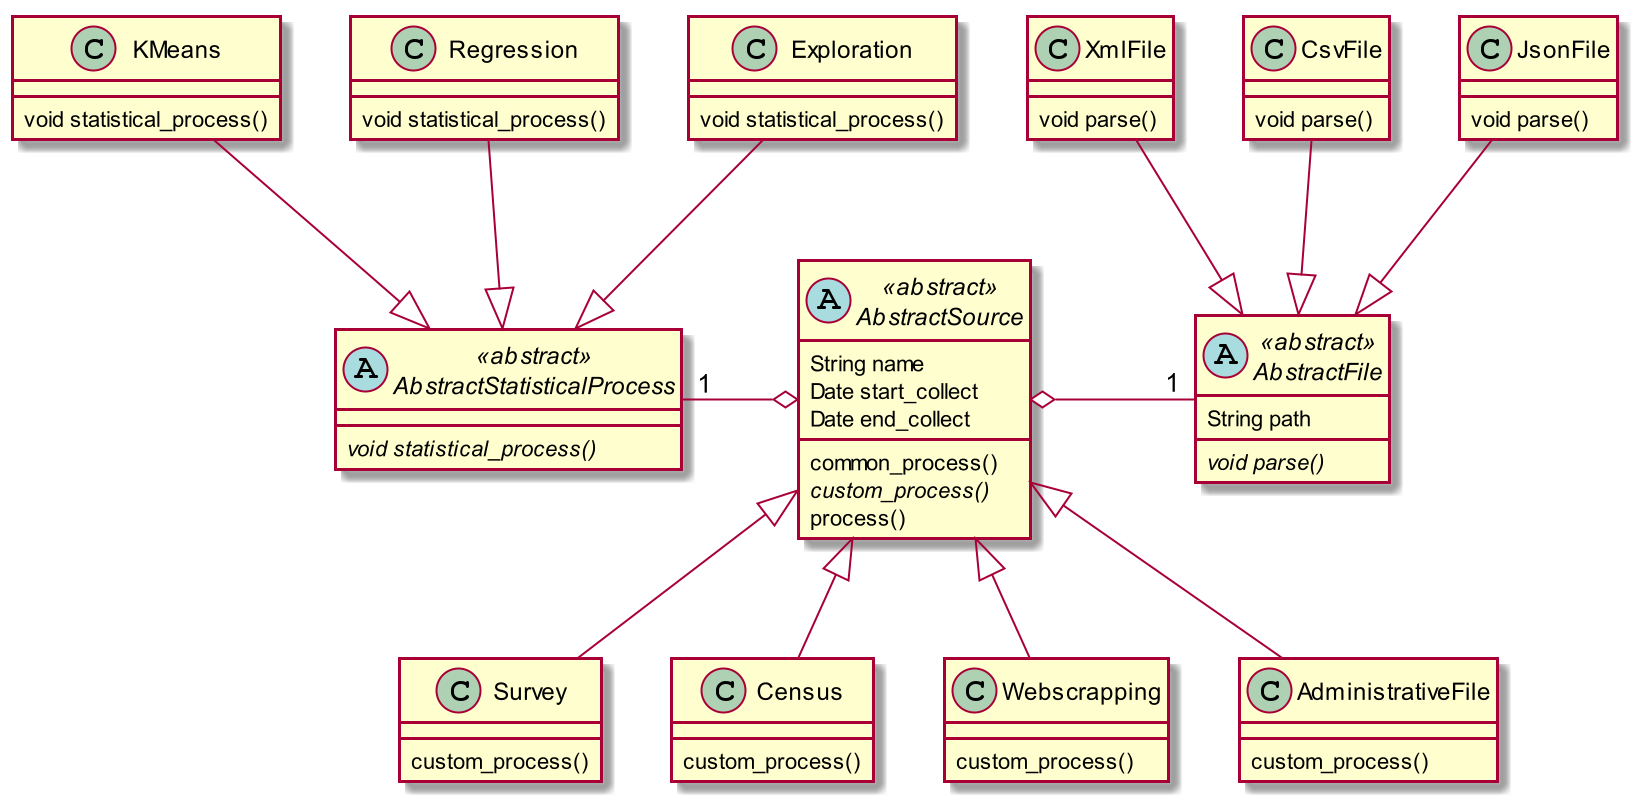 C KMeans
void statistical_process()
C Regression
void statistical_process()
C Exploration
void statistical_process()
C XmlFile
void parse()
C CsvFile
void parse()
C JsonFile
void parse()
A «abstract»
AbstractStatisticalProcess
void statistical_process()
1
A «abstract»
AbstractSource
String name
Date start_collect
Date end_collect
common_process()
custom_process()
process()
1
A «abstract»
AbstractFile
String path
void parse()
C Survey
custom_process()
C Census
custom_process()
C Webscrapping
custom_process()
C AdministrativeFile
custom_process()